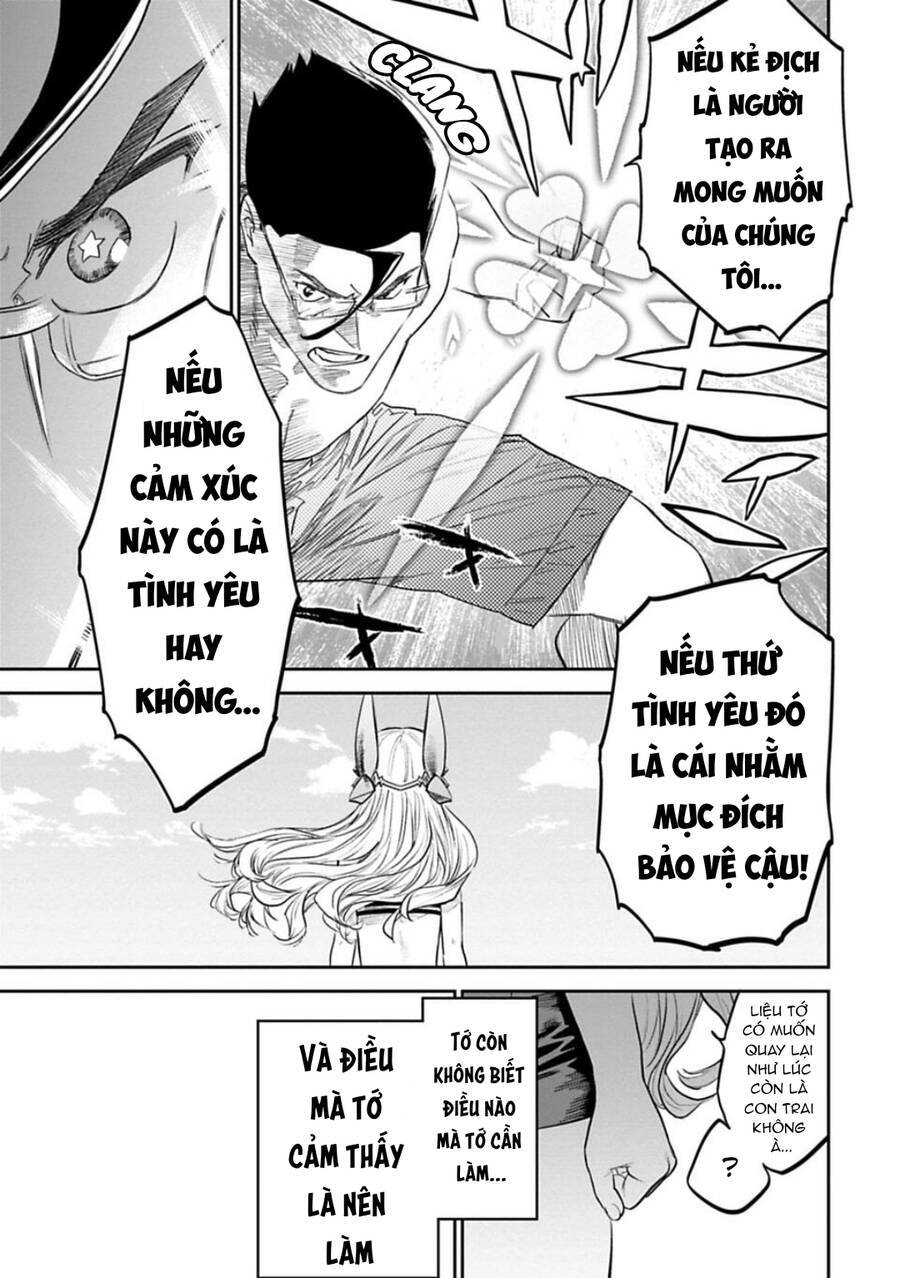 NẾU KẺ ĐỊCH
LÀ NGƯỜI
TẠO RA
MONG MUỐN
CỦA CHÚNG
TÔI...
CLANG
NẾU
NHỮNG
CẢM XÚC
NÀY CÓ LÀ
TÌNH YÊU
HAY
KHÔNG...
NẾU THỨ
TÌNH YÊU ĐÓ
LÀ CÁI NHẰM
MỤC ĐÍCH
BẢO VỆ CẬU!
LIỆU TỚ
CÓ MUỐN
QUAY LẠI
NHƯ LÚC
CÒN LÀ
CON TRAI
KHÔNG
À...
?
TỚ CÒN
KHÔNG BIẾT
ĐIỀU NÀO
MÀ TỚ CẦN
LÀM...
VÀ ĐIỀU
MÀ TỚ
CẢM THẤY
LÀ NÊN
LÀM